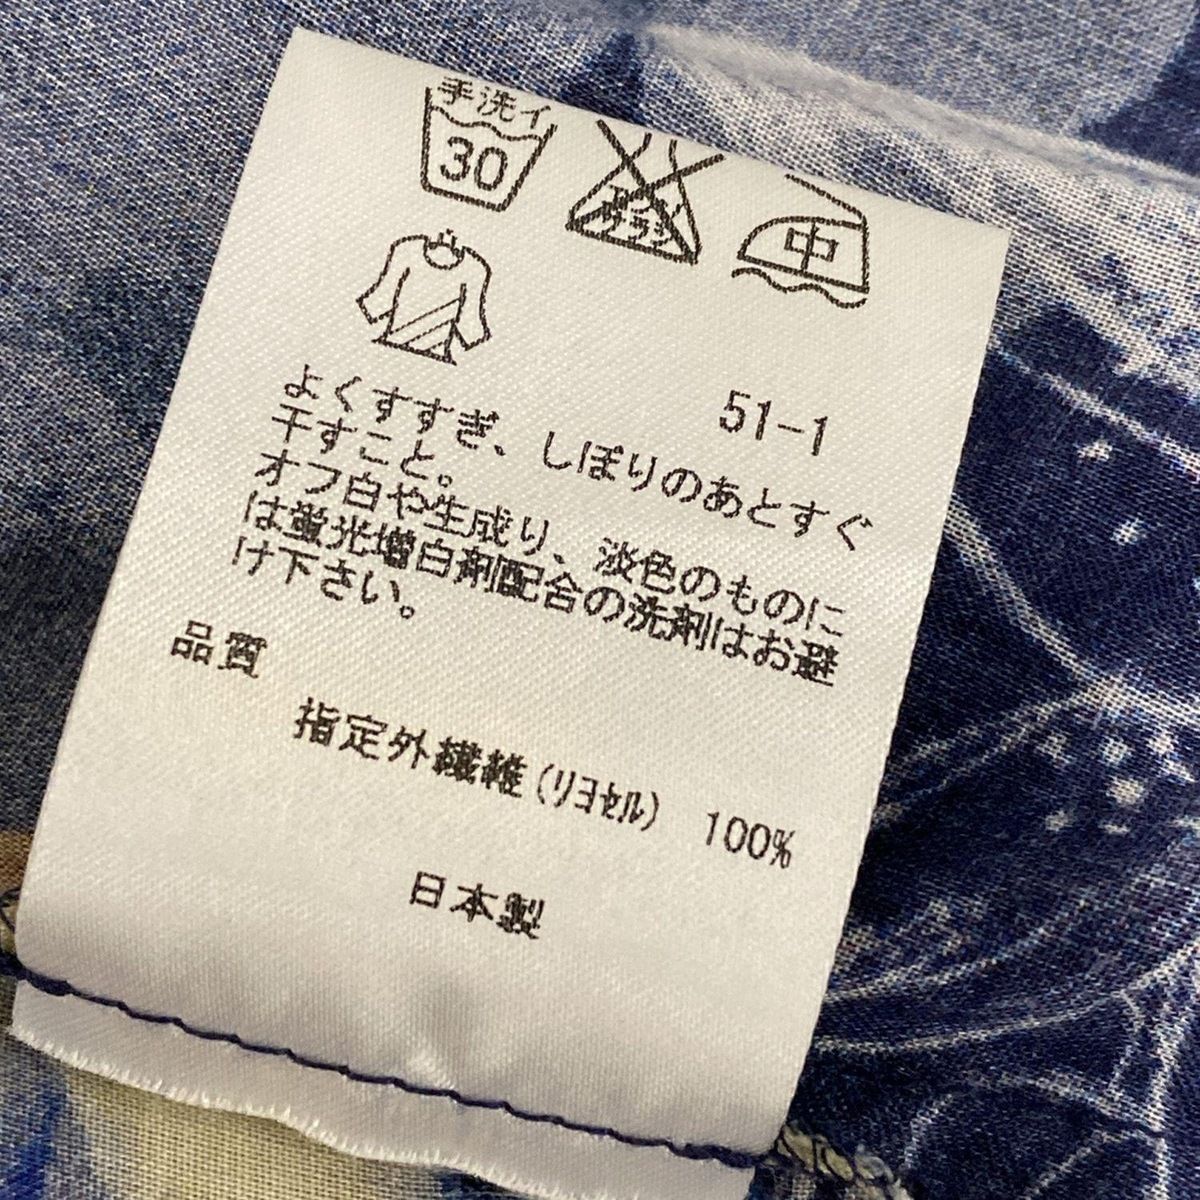 手洗イ
30
中
51-1
よくすすぎ、しぼりのあとすぐ
干すこと。
オフ白や生成り、淡色のものに
は蛍光増白剤配合の洗剤はお避
け下さい。
品質
指定外繊維(リヨセル) 100%
日本製